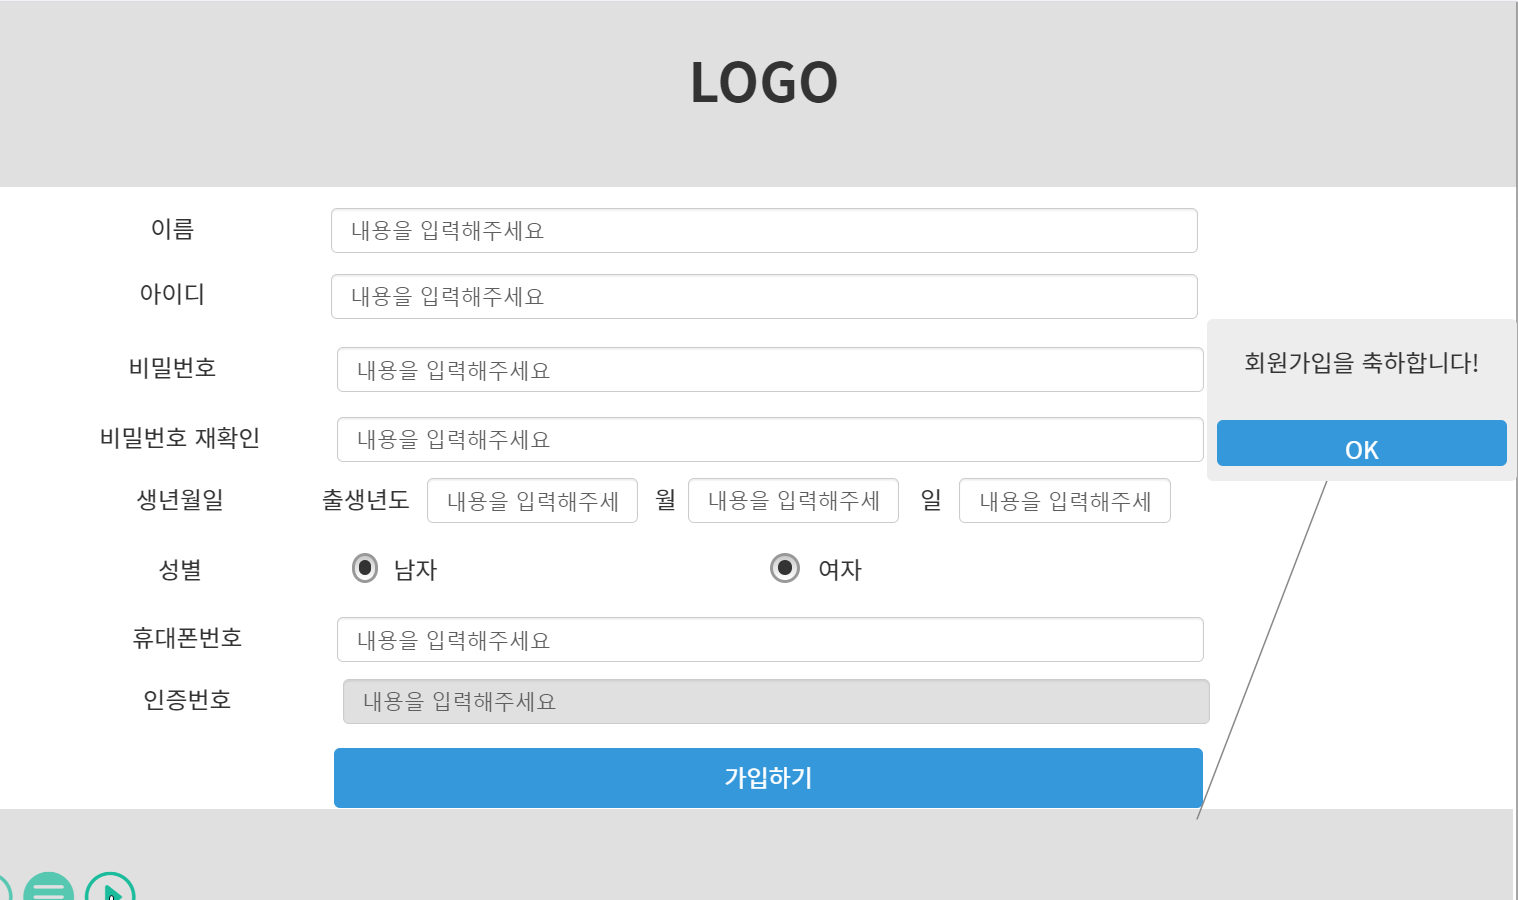 LOGO
이름 내용을 입력해주세요
아이디 내용을 입력해주세요
비밀번호 내용을 입력해주세요
회원가입을 축하합니다!
비밀번호 재확인 내용을 입력해주세요
OK
생년월일 출생년도 내용을 입력해주세 월 내용을 입력해주세 일 내용을 입력해주세
성별 남자 여자
휴대폰번호 내용을 입력해주세요
인증번호 내용을 입력해주세요
가입하기